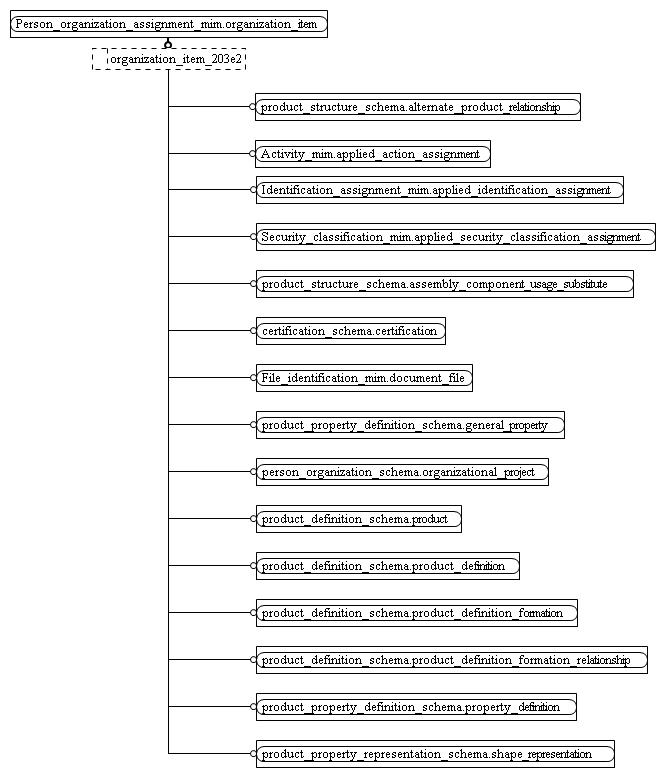 Person_organization_assignment_mim.organization_item
organization_item_203e2
product_structure_schema.alternate_product_relationship
Activity_mim.applied_action_assignment
Identification_assignment_mim.applied_identification_assignment
Security_classification_mim.applied_security_classification_assignment
product_structure_schema.assembly_component_usage_substitute
certification_schema.certification
File_identification_mim.document_file
product_property_definition_schema.general_property
person_organization_schema.organizational_project
product_definition_schema.product
product_definition_schema.product_definition
product_definition_schema.product_definition_formation
product_definition_schema.product_definition_formation_relationship
product_property_definition_schema.property_definition
product_property_representation_schema.shape_representation